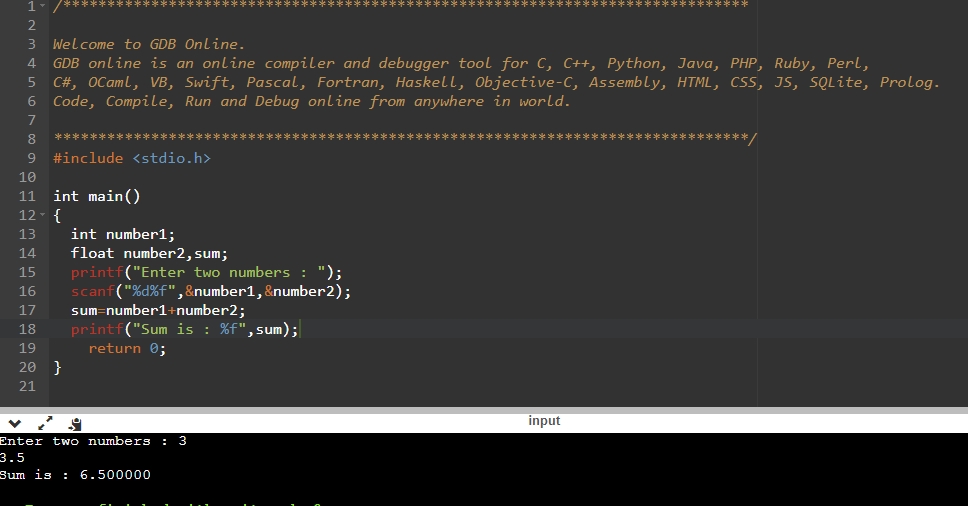 1 /******************************************************************************
2
3 Welcome to GDB Online.
4 GDB online is an online compiler and debugger tool for C, C++, Python, Java, PHP, Ruby, Perl,
5 C#, OCaml, VB, Swift, Pascal, Fortran, Haskell, Objective-C, Assembly, HTML, CSS, JS, SQLite, Prolog.
6 Code, Compile, Run and Debug online from anywhere in world.
7
8 *******************************************************************************/
9 #include <stdio.h>
10
11 int main()
12 {
13 int number1;
14 float number2,sum;
15 printf("Enter two numbers : ");
16 scanf("%d%f",&number1,&number2);
17 sum=number1+number2;
18 printf("Sum is : %f",sum);
19 return 0;
20 }
21
input
Enter two numbers : 3
3.5
Sum is : 6.500000